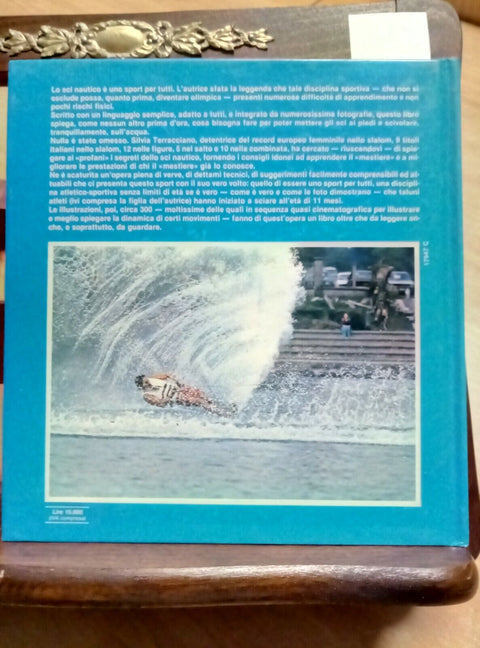 Lo sci nautico è uno sport per tutti. L'autrice sfata la leggenda che tale disciplina sportiva — che non si
esclude possa, quanto prima, diventare olimpica — presenti numerose difficoltà di apprendimento e non
pochi rischi fisici.
Scritto con un linguaggio semplice, adatto a tutti, e integrato da numerosissime fotografie, questo libro
spiega, come nessun altro prima d'ora, cosa bisogna fare per poter mettere gli sci ai piedi e scivolare,
tranquillamente, sull'acqua.
Nulla è stato omesso. Silvia Terracciano, detentrice del record europeo femminile nello slalom, 9 titoli
italiani nello slalom, 12 nelle figure, 5 nel salto e 10 nella combinata, ha cercato — riuscendovi — di spie-
gare ai «profani» i segreti dello sci nautico, fornendo i consigli idonei ad apprendere il «mestiere» e a mi-
gliorare le prestazioni di chi il «mestiere» già lo conosce.
Ne è scaturita un'opera piena di verve, di dettami tecnici, di suggerimenti facilmente comprensibili ed at-
tuabili che ci presenta questo sport con il suo vero volto: quello di essere uno sport per tutti, una discipli-
na atletico-sportiva senza limiti di età se è vero — come è vero e come le foto dimostrano — che taluni
atleti (ivi compresa la figlia dell'autrice) hanno iniziato a sciare all'età di 11 mesi.
Le illustrazioni, poi, circa 300 — moltissime delle quali in sequenza quasi cinematografica per illustrare
e meglio spiegare la dinamica di certi movimenti — fanno di quest'opera un libro oltre che da leggere an-
che, e soprattutto, da guardare.
17547 C
Lire 15.000
(IVA compresa)